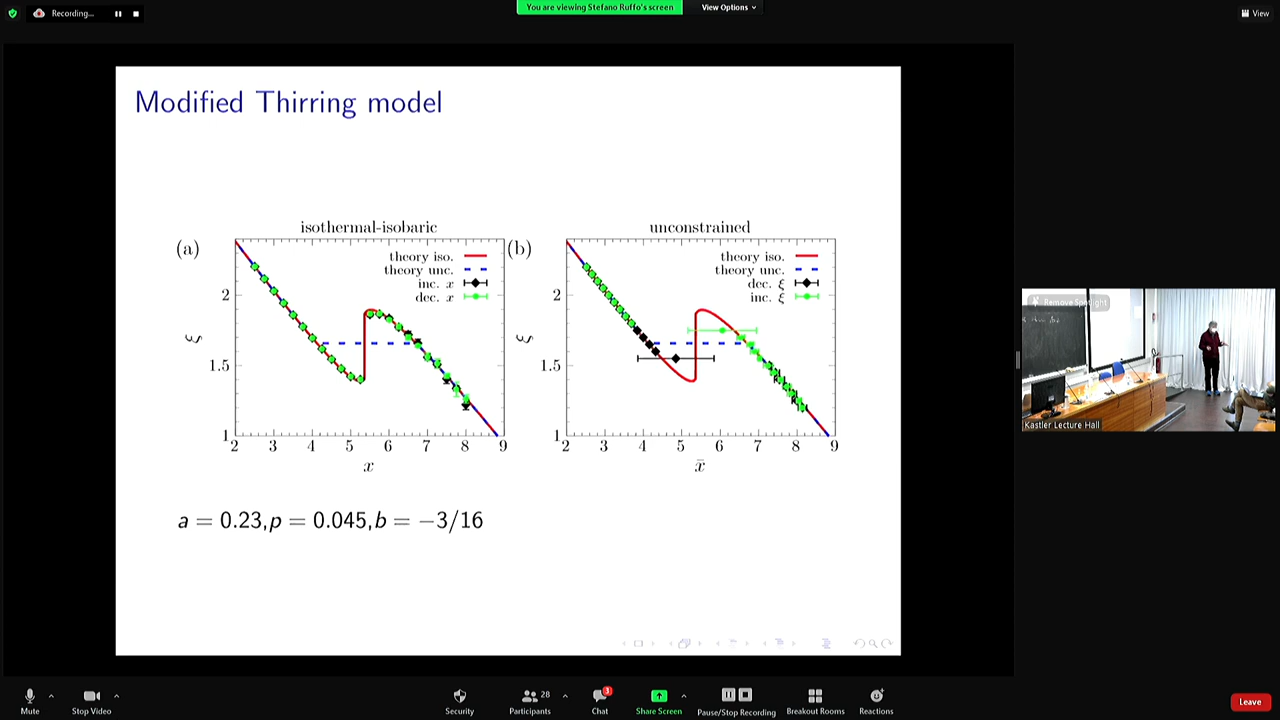 Recording...
You are viewing Stefano Ruffo's screen
View Options
View
Modified Thirring model
isothermal-isobaric
(a)
theory iso.
theory unc.
inc. x
dec. x
2
1.5
1
ξ
2 3 4 5 6 7 8 9
x
unconstrained
(b)
theory iso.
theory unc.
dec. ξ
inc. ξ
2
1.5
1
ξ
2 3 4 5 6 7 8 9
x̄
a = 0.23,p = 0.045,b = −3/16
Remove Spotlight
Kastler Lecture Hall
Mute
Stop Video
Security
28
Participants
3
Chat
Share Screen
Pause/Stop Recording
Breakout Rooms
Reactions
Leave